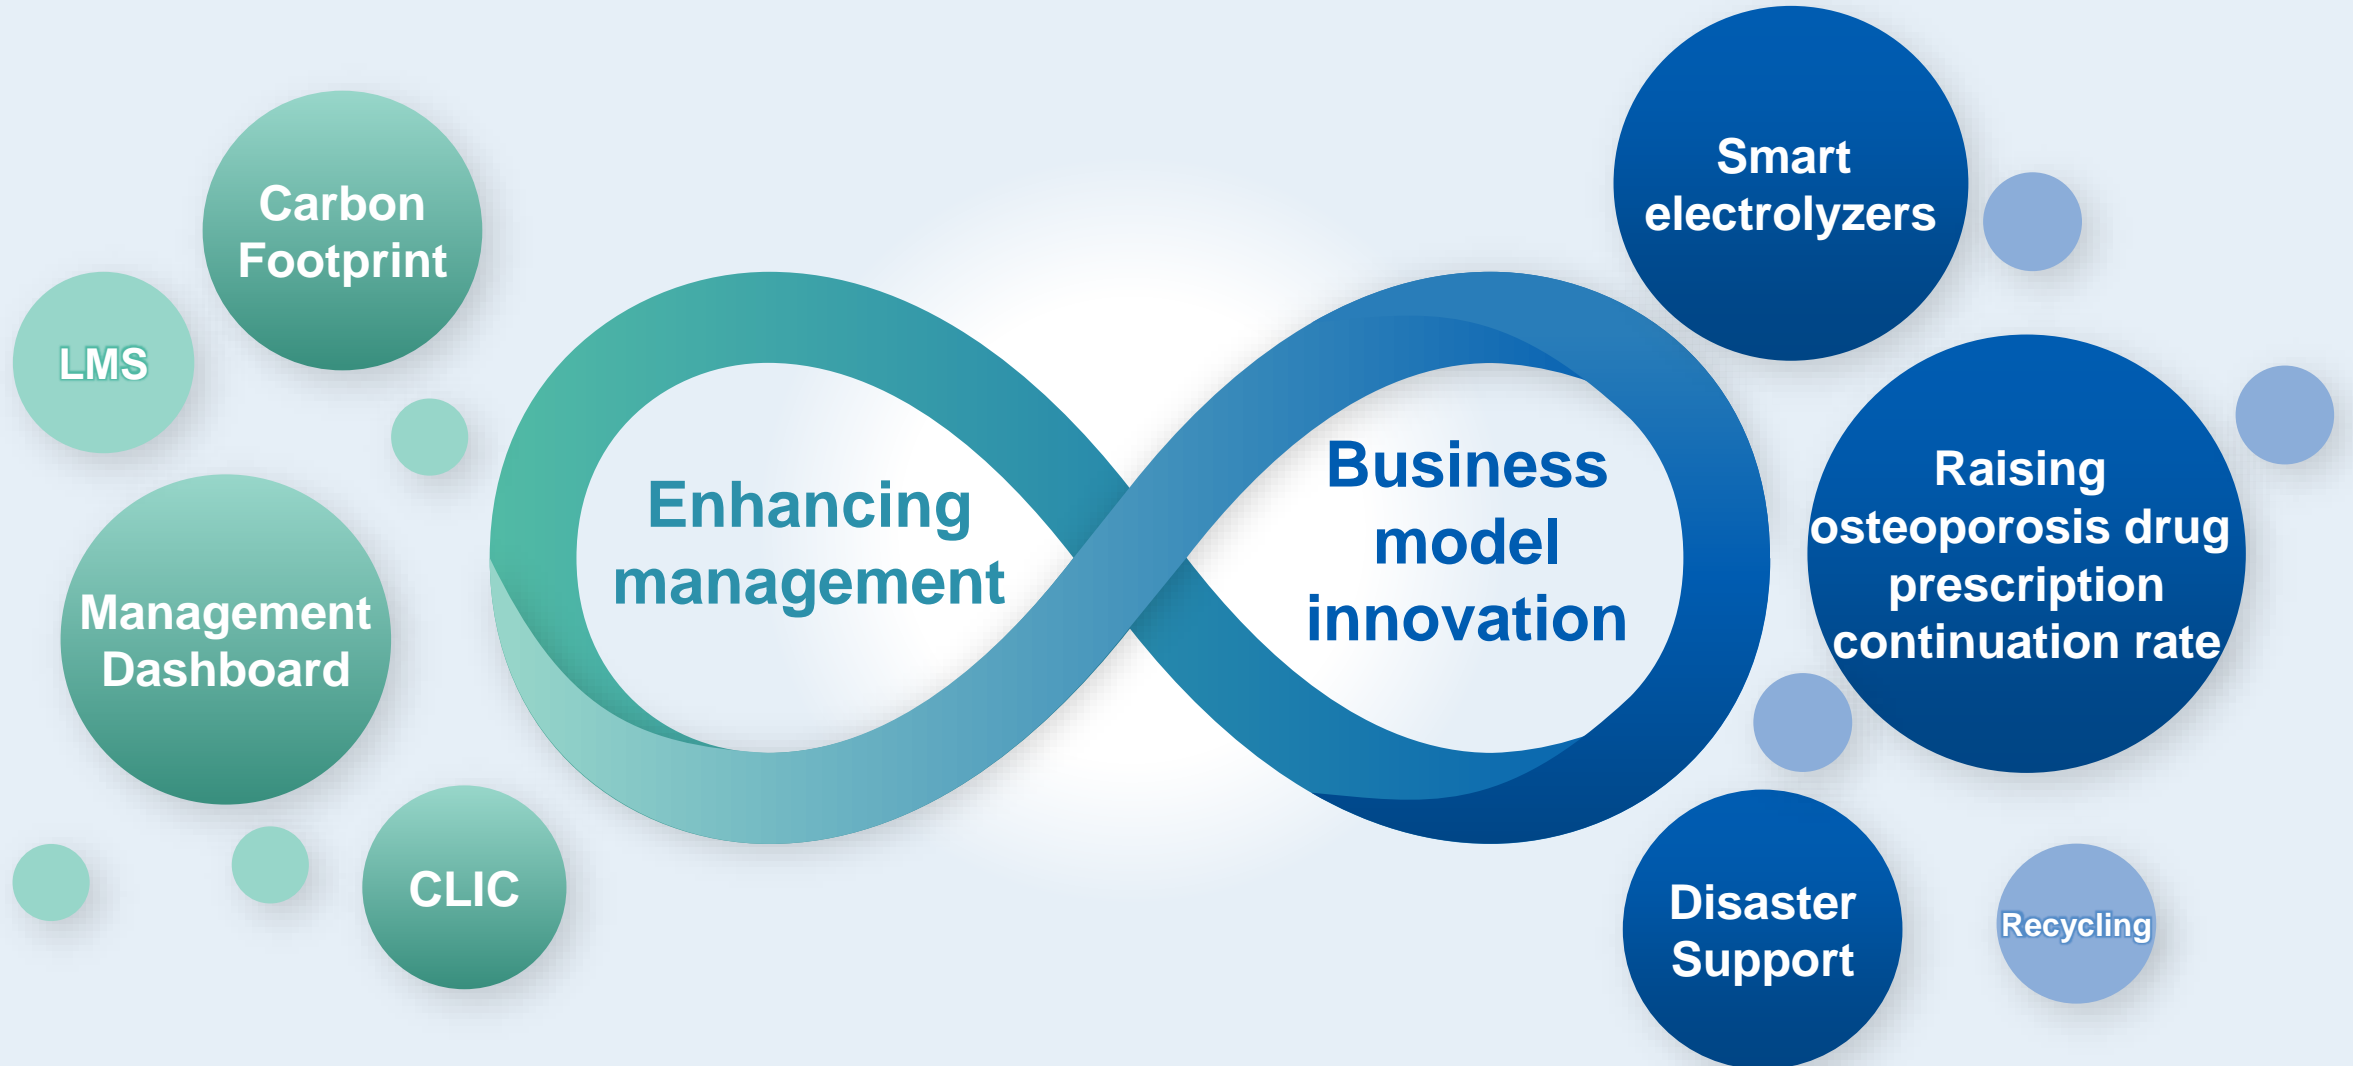 Carbon
Footprint
LMS
Management
Dashboard
CLIC
Enhancing
management
Business
model
innovation
Smart
electrolyzers
Raising
osteoporosis drug
prescription
continuation rate
Disaster
Support
Recycling